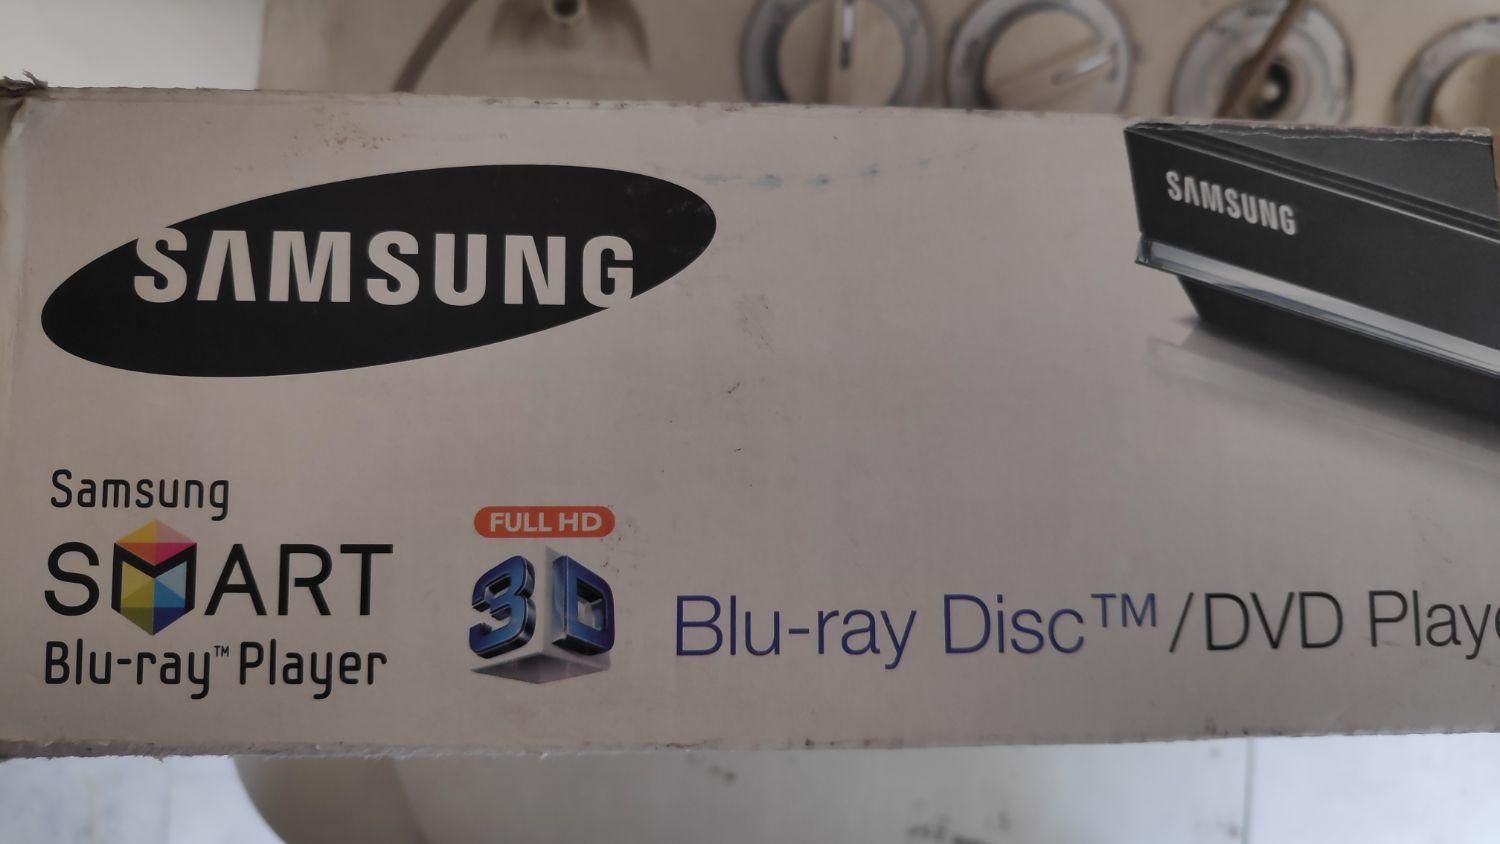 SAMSUNG
SAMSUNG
Samsung
SMART
Blu-ray™ Player
FULL HD
3D
Blu-ray Disc™/DVD Playe